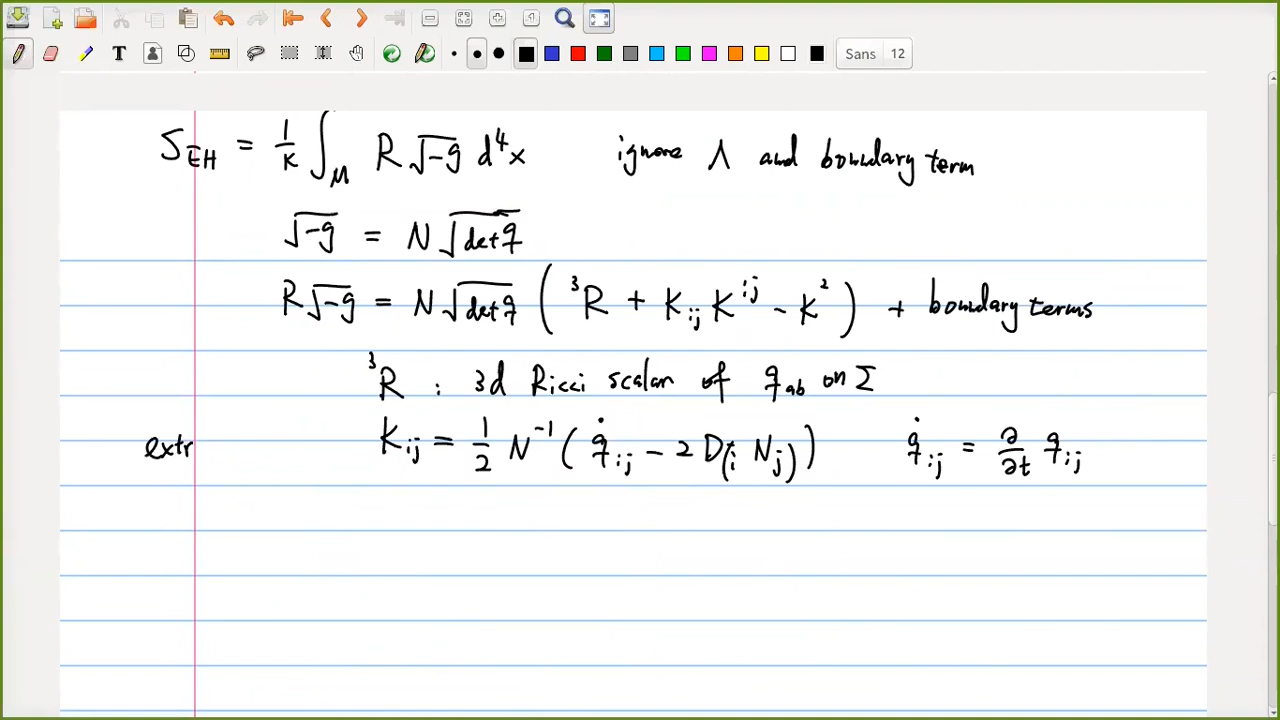 Sans 12
S_EH = 1/κ ∫_M R √-g d⁴x ignore Λ and boundary term
√-g = N √det q
R √-g = N √det q ( ³R + K_ij K^ij - K² ) + boundary terms
³R : 3d Ricci scalar of q_ab on Σ
extr K_ij = 1/2 N⁻¹ ( q̇_ij - 2 D_(i N_j) ) q̇_ij = ∂/∂t q_ij